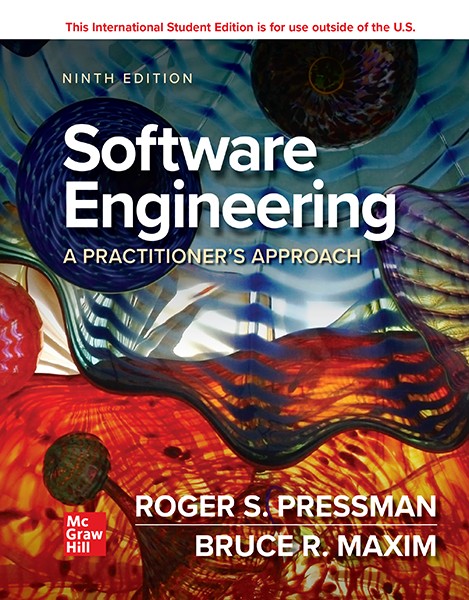 This International Student Edition is for use outside of the U.S.
NINTH EDITION
Software
Engineering
A PRACTITIONER'S APPROACH
ROGER S. PRESSMAN
BRUCE R. MAXIM
Mc
Graw
Hill